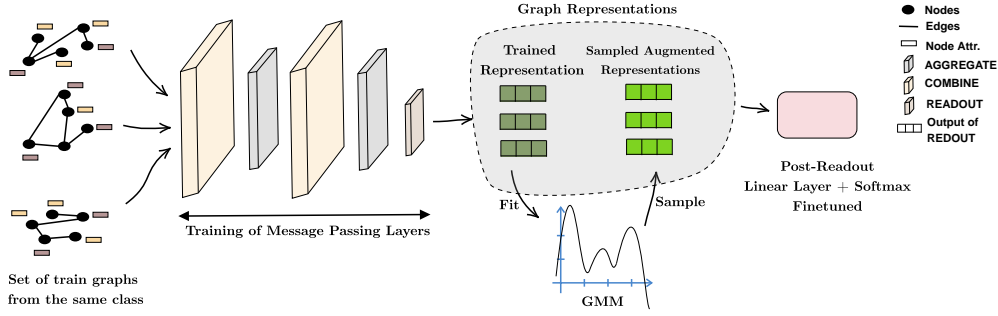 Graph Representations
Trained
Representation
Sampled Augmented
Representations
Nodes
Edges
Node Attr.
AGGREGATE
COMBINE
READOUT
Output of
REDOUT
Post-Readout
Linear Layer + Softmax
Finetuned
Fit
Sample
Training of Message Passing Layers
Set of train graphs
from the same class
GMM